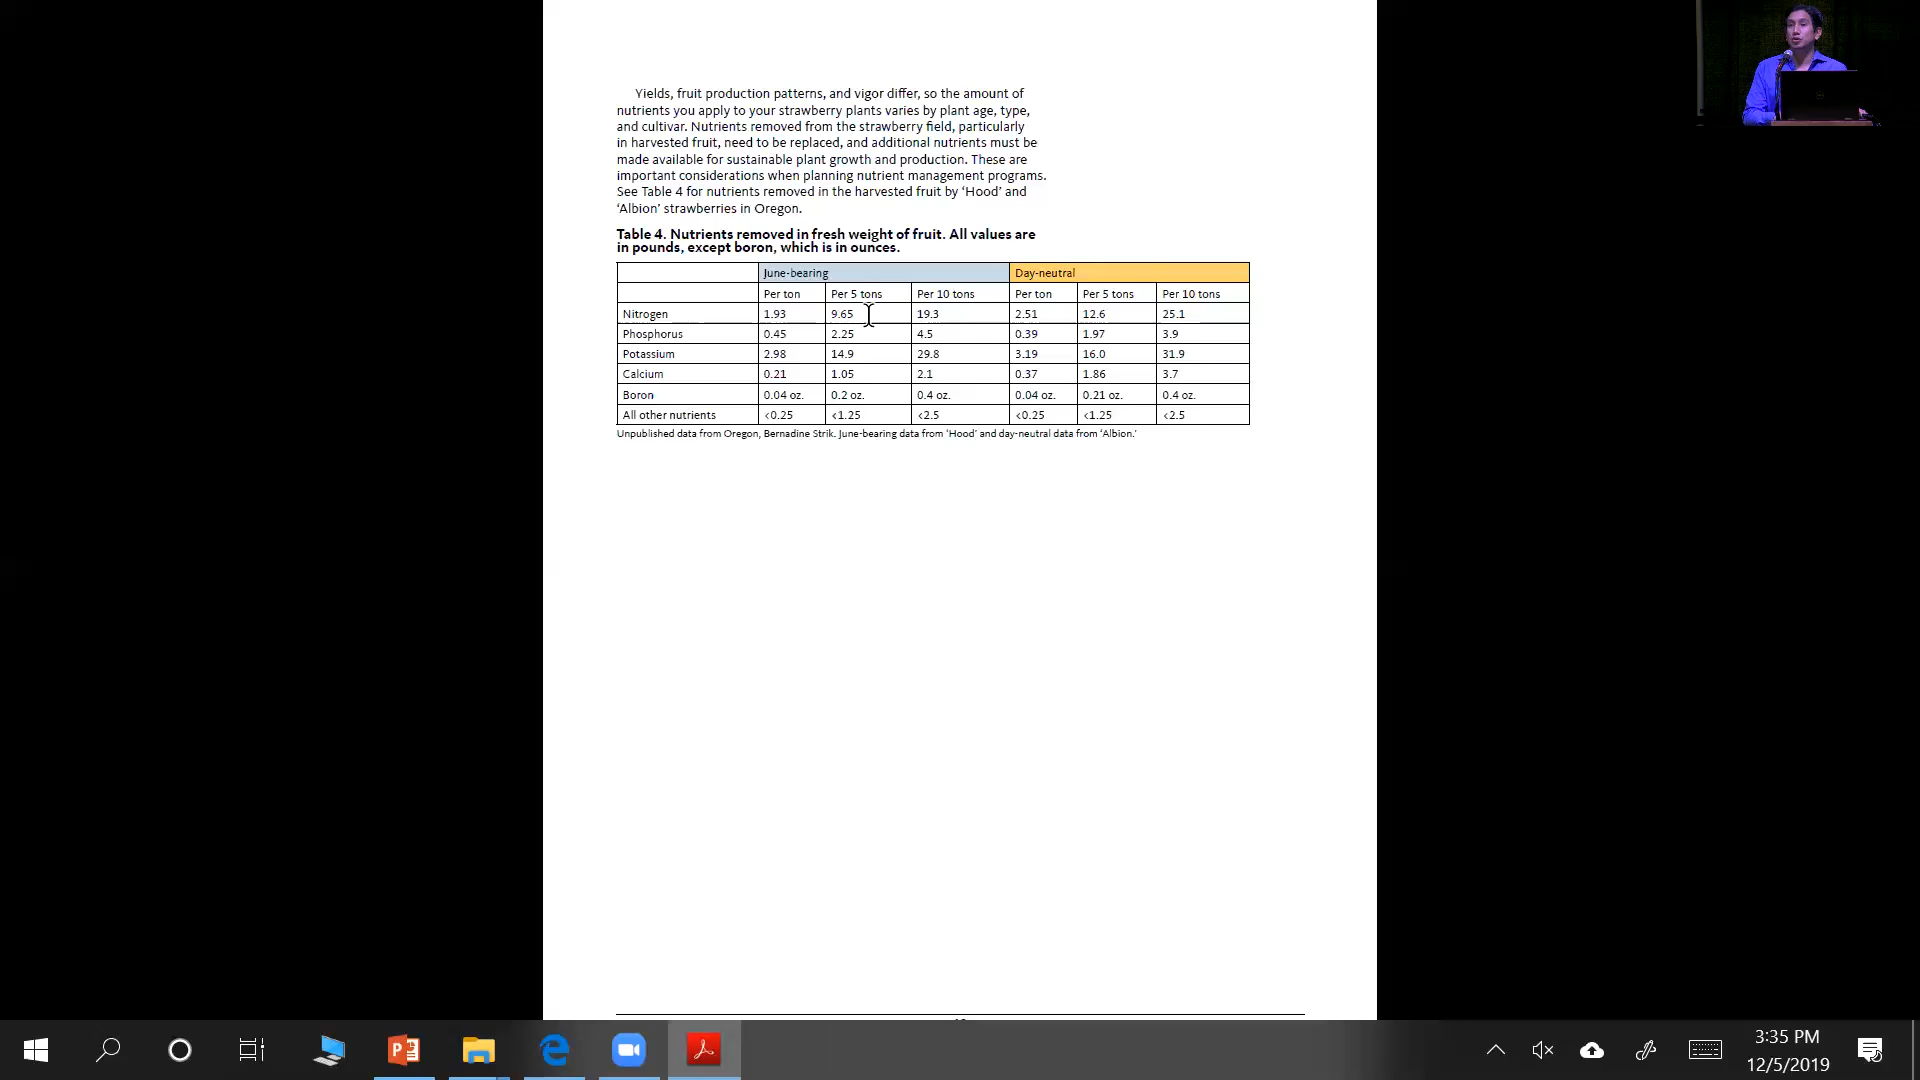 Yields, fruit production patterns, and vigor differ, so the amount of
nutrients you apply to your strawberry plants varies by plant age, type,
and cultivar. Nutrients removed from the strawberry field, particularly
in harvested fruit, need to be replaced, and additional nutrients must be
made available for sustainable plant growth and production. These are
important considerations when planning nutrient management programs.
See Table 4 for nutrients removed in the harvested fruit by ‘Hood’ and
‘Albion’ strawberries in Oregon.
Table 4. Nutrients removed in fresh weight of fruit. All values are
in pounds, except boron, which is in ounces.
June-bearing Day-neutral
Per ton Per 5 tons Per 10 tons Per ton Per 5 tons Per 10 tons
Nitrogen 1.93 9.65 19.3 2.51 12.6 25.1
Phosphorus 0.45 2.25 4.5 0.39 1.97 3.9
Potassium 2.98 14.9 29.8 3.19 16.0 31.9
Calcium 0.21 1.05 2.1 0.37 1.86 3.7
Boron 0.04 oz. 0.2 oz. 0.4 oz. 0.04 oz. 0.21 oz. 0.4 oz.
All other nutrients <0.25 <1.25 <2.5 <0.25 <1.25 <2.5
Unpublished data from Oregon, Bernadine Strik. June-bearing data from ‘Hood’ and day-neutral data from ‘Albion.’
3:35 PM
12/5/2019